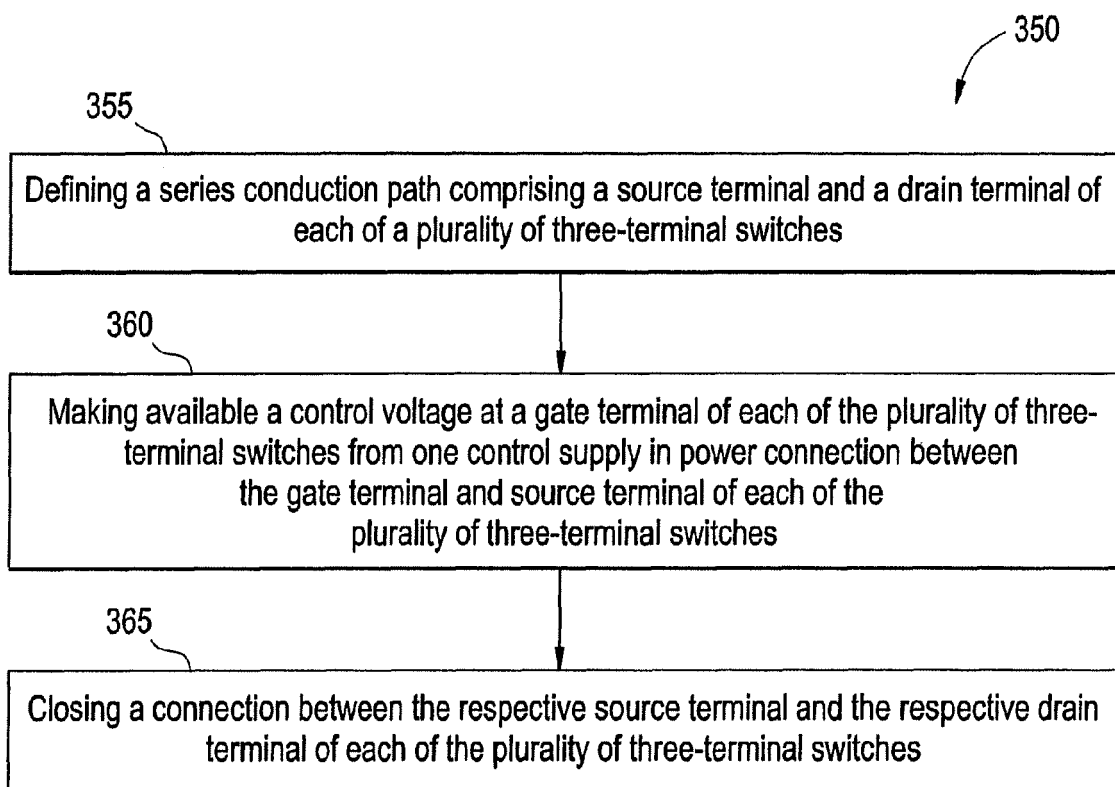 350
355
Defining a series conduction path comprising a source terminal and a drain terminal of
each of a plurality of three-terminal switches
360
Making available a control voltage at a gate terminal of each of the plurality of three-
terminal switches from one control supply in power connection between
the gate terminal and source terminal of each of the
plurality of three-terminal switches
365
Closing a connection between the respective source terminal and the respective drain
terminal of each of the plurality of three-terminal switches